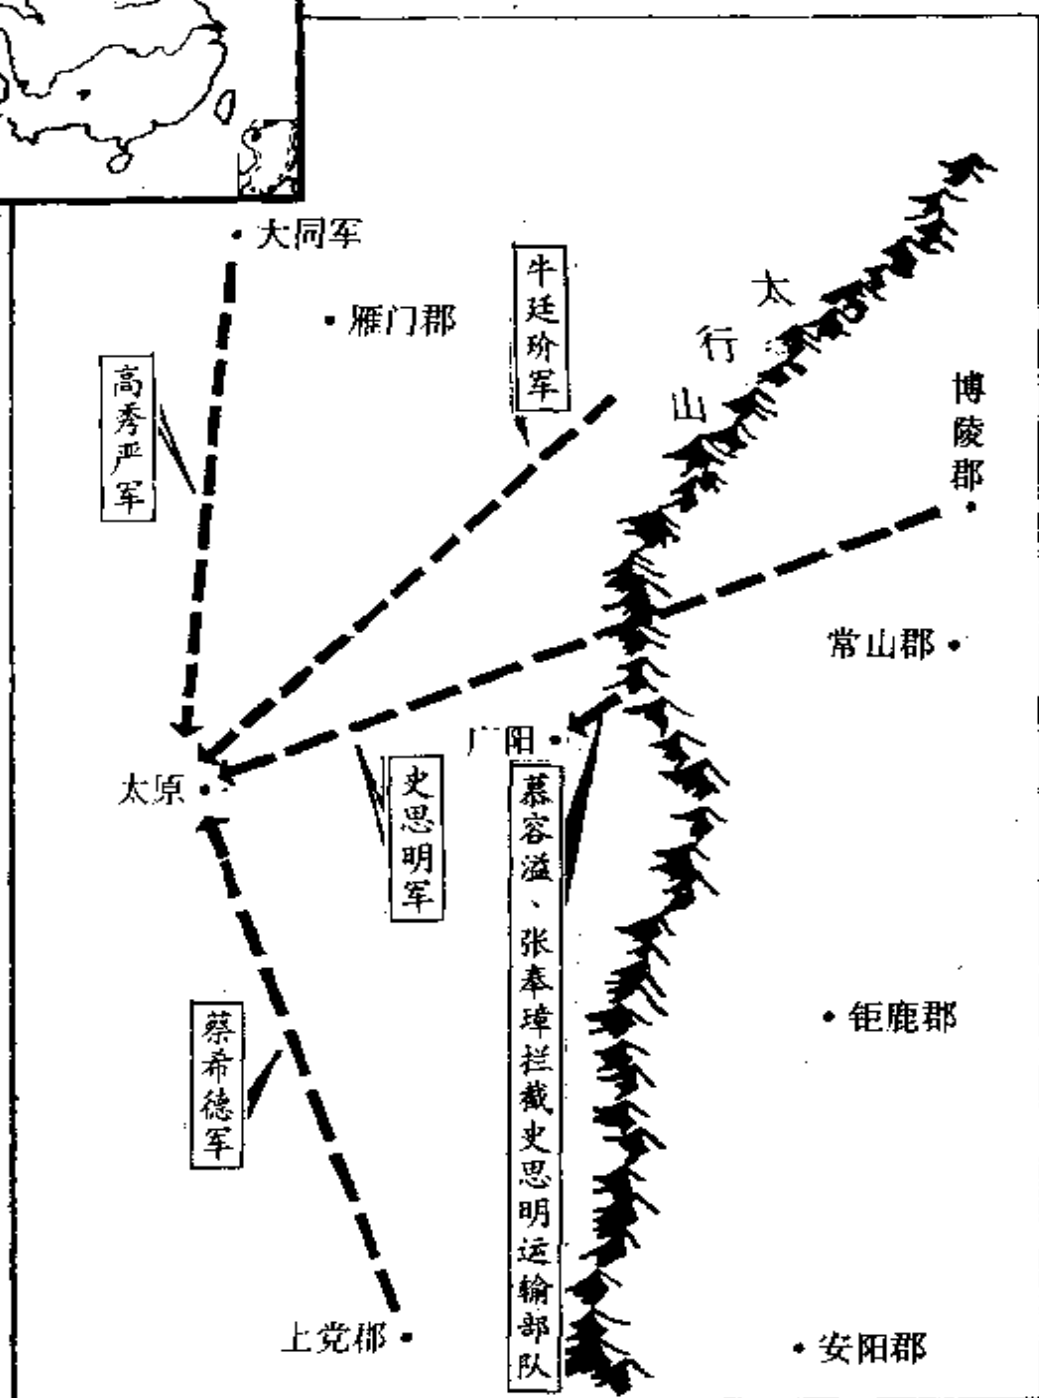 大同军
雁门郡
牛廷玠军
太行山
高秀严军
博陵郡
常山郡
广阳
太原
史思明军
慕容溢、张奉璋拦截史思明运输部队
蔡希德军
钜鹿郡
上党郡
安阳郡